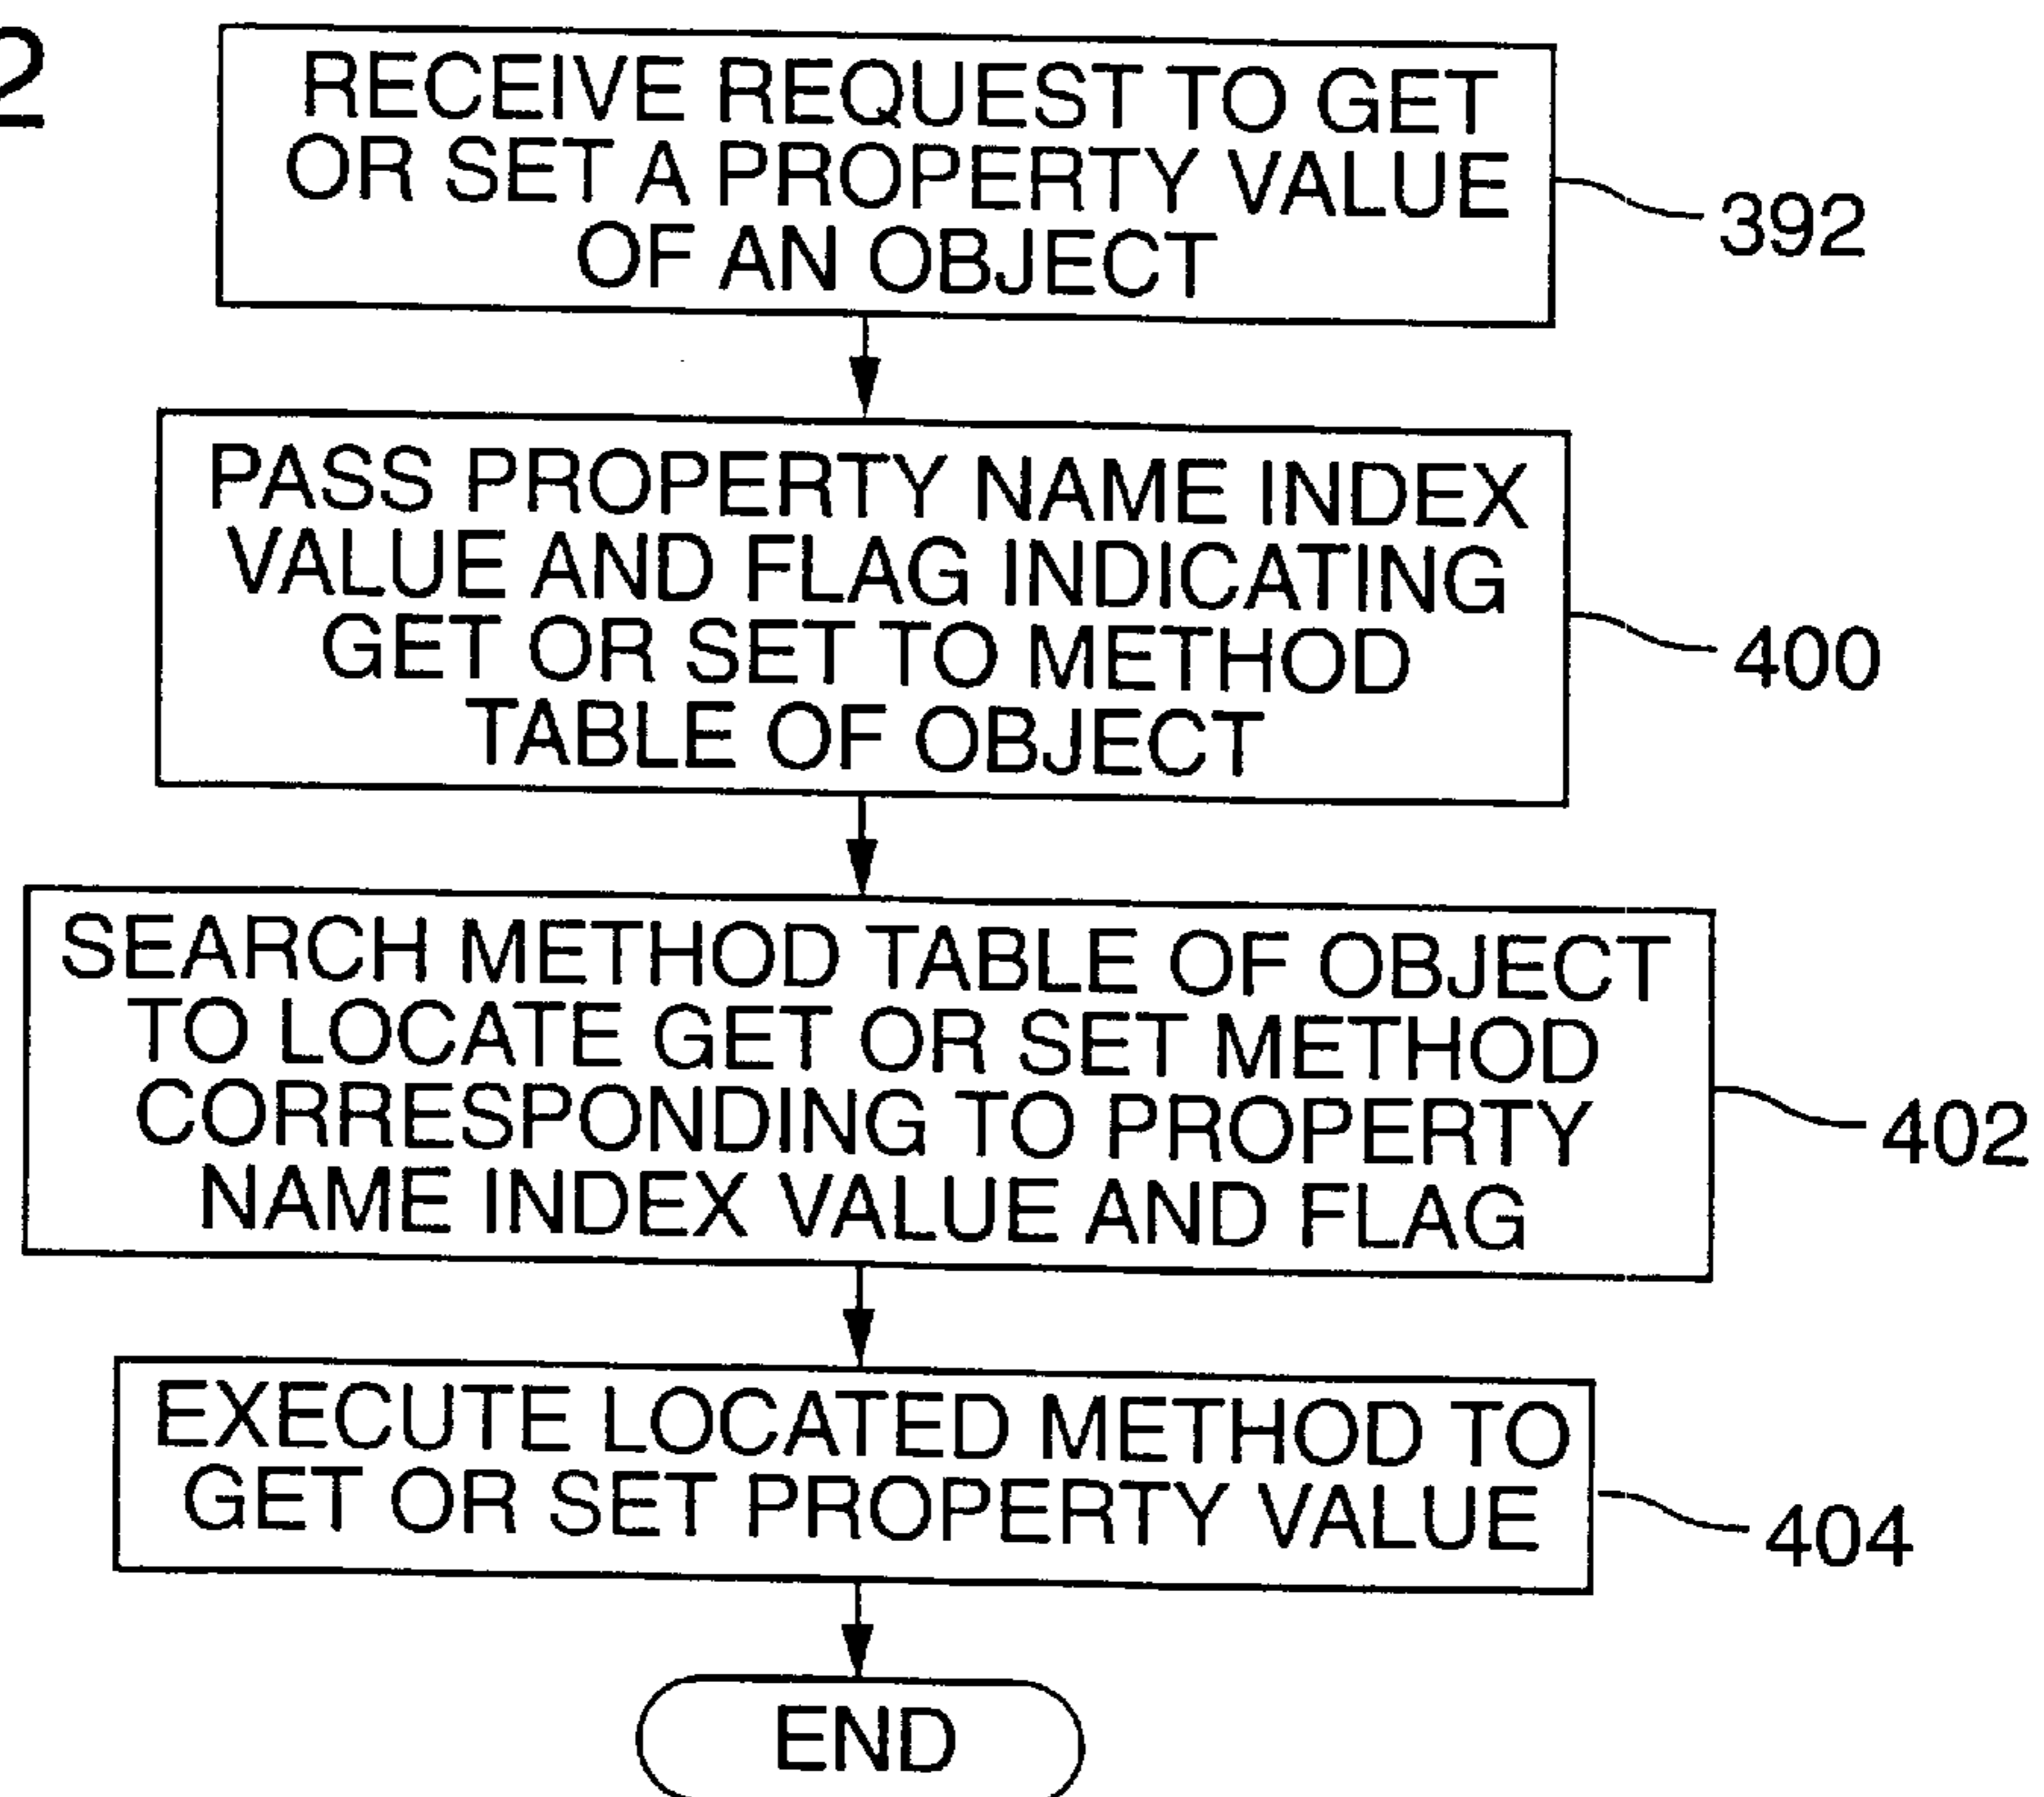 2
RECEIVE REQUEST TO GET
OR SET A PROPERTY VALUE
OF AN OBJECT
392
PASS PROPERTY NAME INDEX
VALUE AND FLAG INDICATING
GET OR SET TO METHOD
TABLE OF OBJECT
400
SEARCH METHOD TABLE OF OBJECT
TO LOCATE GET OR SET METHOD
CORRESPONDING TO PROPERTY
NAME INDEX VALUE AND FLAG
402
EXECUTE LOCATED METHOD TO
GET OR SET PROPERTY VALUE
404
END